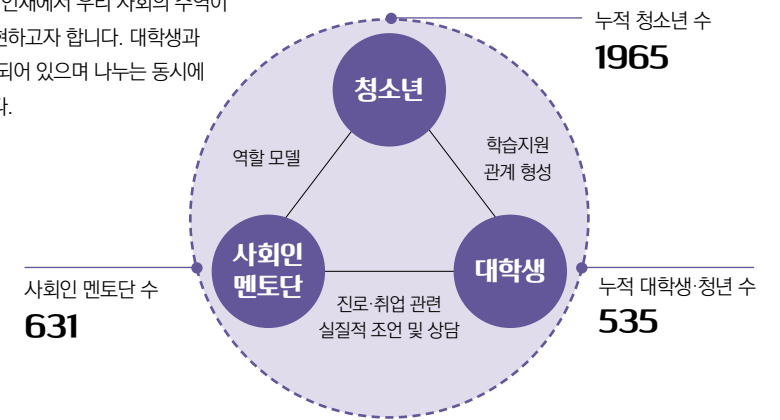 인재에서 우리 사회의 주역이
현하고자 합니다. 대학생과
되어 있으며 나누는 동시에
다.
누적 청소년 수
1965
청소년
역할 모델
학습지원
관계 형성
사회인
멘토단
대학생
진로·취업 관련
실질적 조언 및 상담
사회인 멘토단 수
631
누적 대학생·청년 수
535